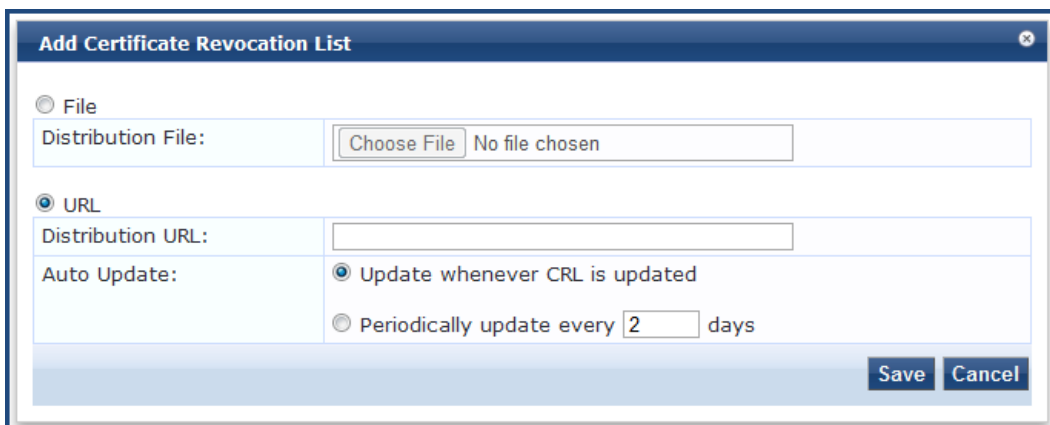 Add Certificate Revocation List
File
Distribution File: Choose File No file chosen
URL
Distribution URL:
Auto Update: Update whenever CRL is updated
Periodically update every 2 days
Save Cancel